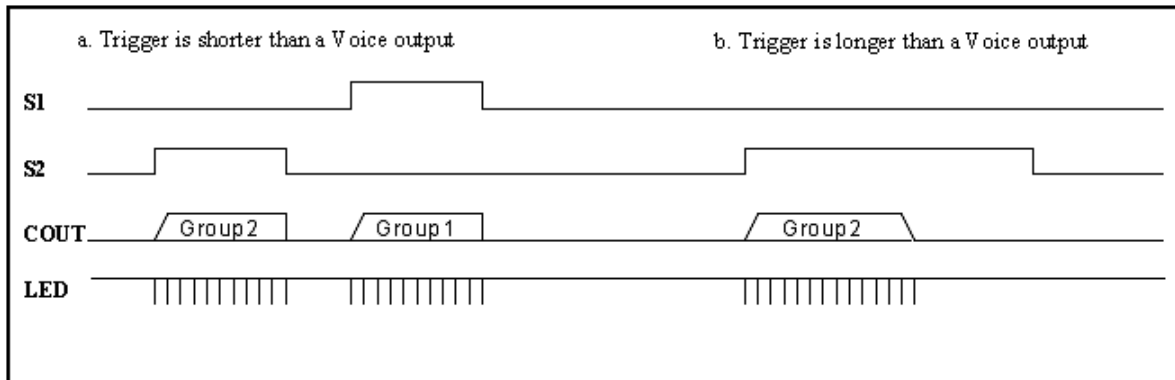 a. Trigger is shorter than a Voice output
b. Trigger is longer than a Voice output
S1
S2
COUT
Group2
Group1
Group2
LED